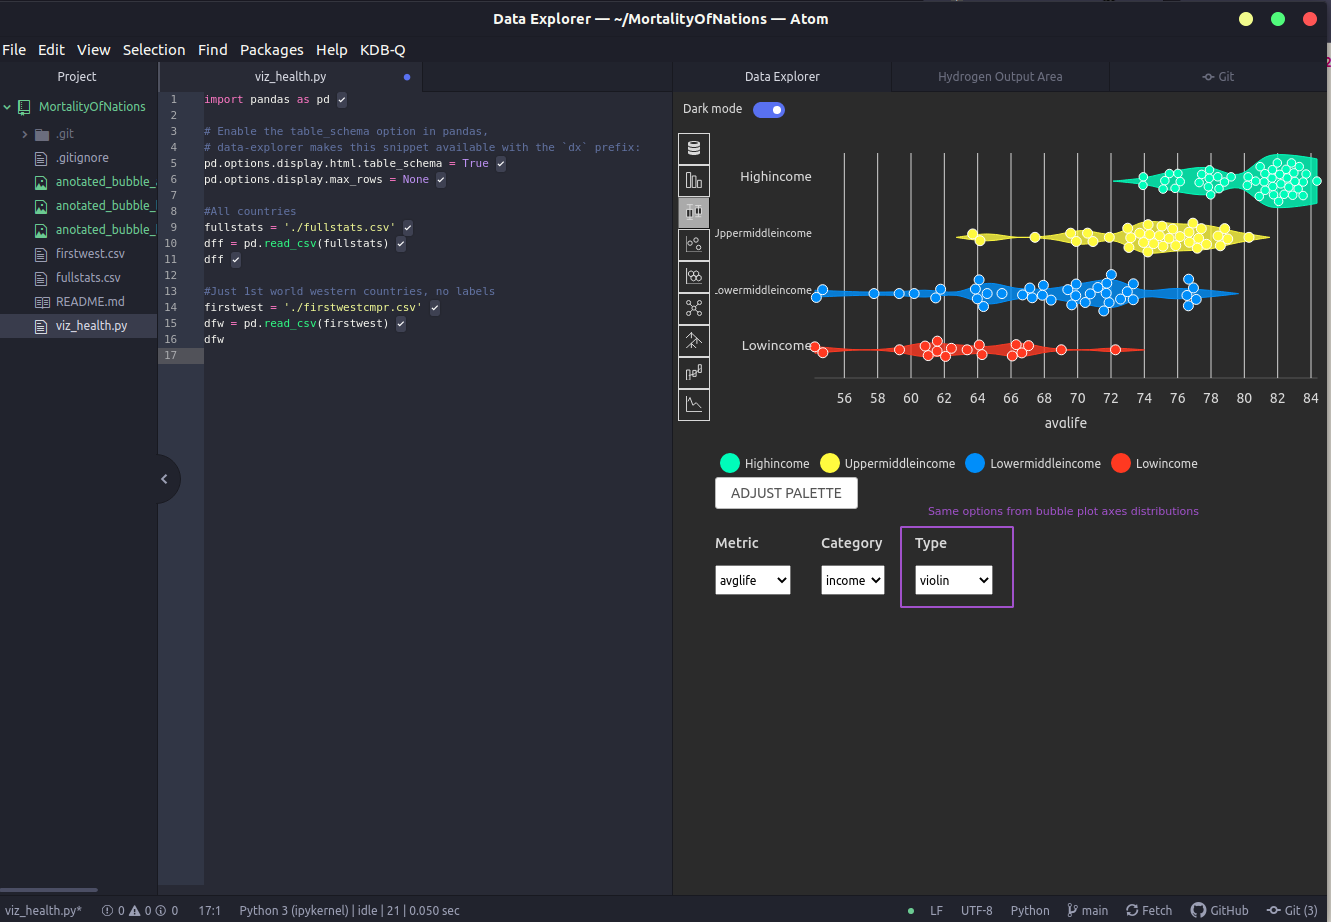 Data Explorer — ~/MortalityOfNations — Atom
File Edit View Selection Find Packages Help KDB-Q
Project
MortalityOfNations
.git
.gitignore
anotated_bubble_
anotated_bubble_
anotated_bubble_
firstwest.csv
fullstats.csv
README.md
viz_health.py
viz_health.py
1 import pandas as pd
2
3 # Enable the table_schema option in pandas,
4 # data-explorer makes this snippet available with the `dx` prefix:
5 pd.options.display.html.table_schema = True
6 pd.options.display.max_rows = None
7
8 #All countries
9 fullstats = './fullstats.csv'
10 dff = pd.read_csv(fullstats)
11 dff
12
13 #Just 1st world western countries, no labels
14 firstwest = './firstwestcmpr.csv'
15 dfw = pd.read_csv(firstwest)
16 dfw
17
Data Explorer Hydrogen Output Area Git
Dark mode
Highincome
Uppermiddleincome
Lowermiddleincome
Lowincome
56 58 60 62 64 66 68 70 72 74 76 78 80 82 84
avglife
Highincome Uppermiddleincome Lowermiddleincome Lowincome
ADJUST PALETTE
Same options from bubble plot axes distributions
Metric Category Type
avglife income violin
viz_health.py* 0 0 0 17:1 Python 3 (ipykernel) | idle | 21 | 0.050 sec LF UTF-8 Python main Fetch GitHub Git (3)